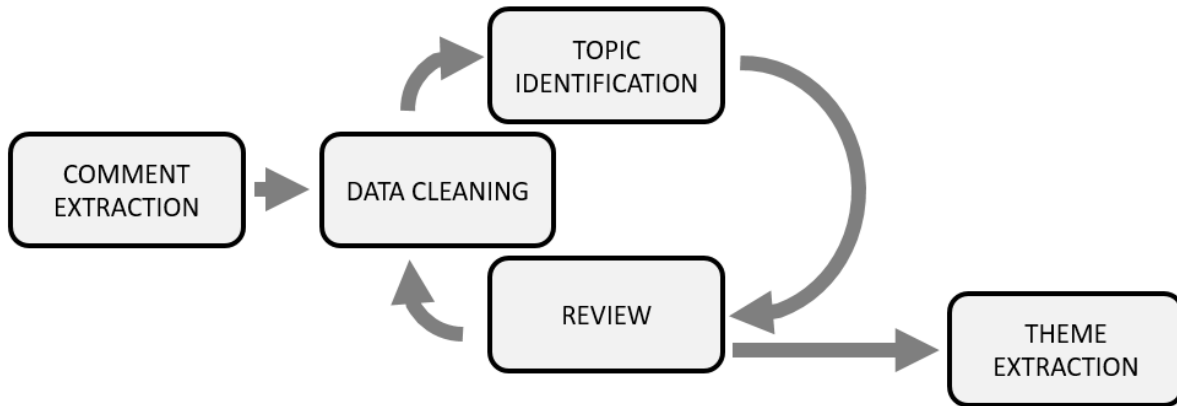 COMMENT
EXTRACTION
DATA CLEANING
TOPIC
IDENTIFICATION
REVIEW
THEME
EXTRACTION